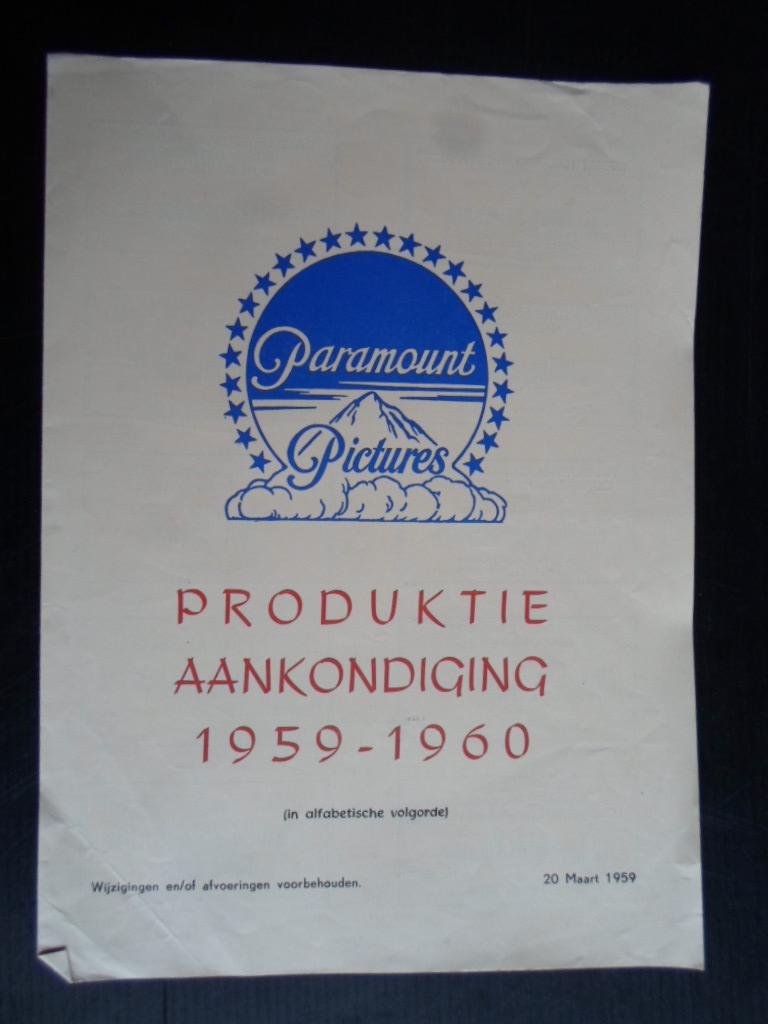 Paramount
Pictures
PRODUKTIE
AANKONDIGING
1959-1960
(in alfabetische volgorde)
Wijzigingen en/of afvoeringen voorbehouden.
20 Maart 1959